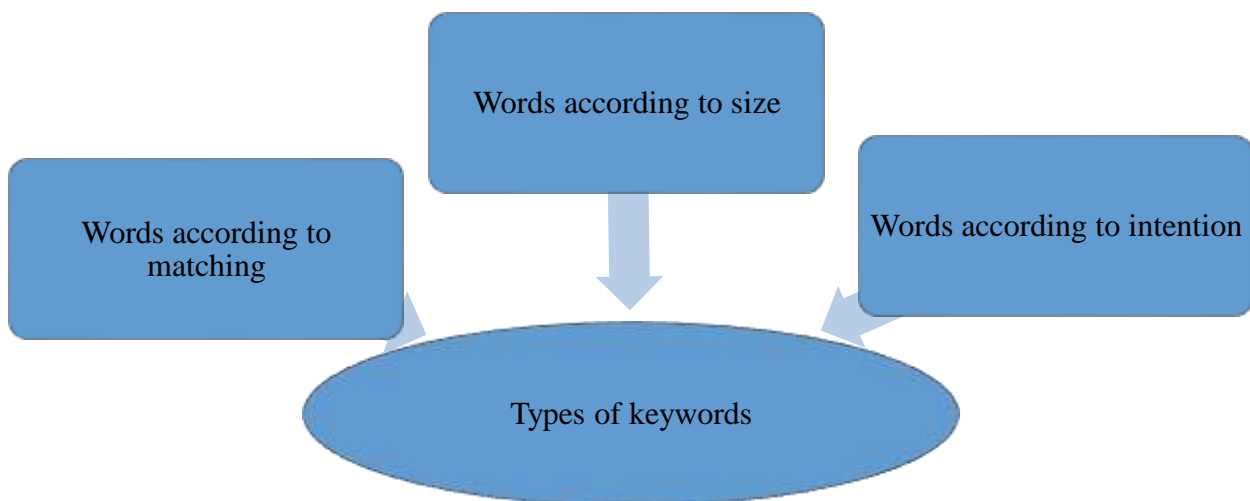 Words according to size
Words according to
matching
Words according to intention
Types of keywords